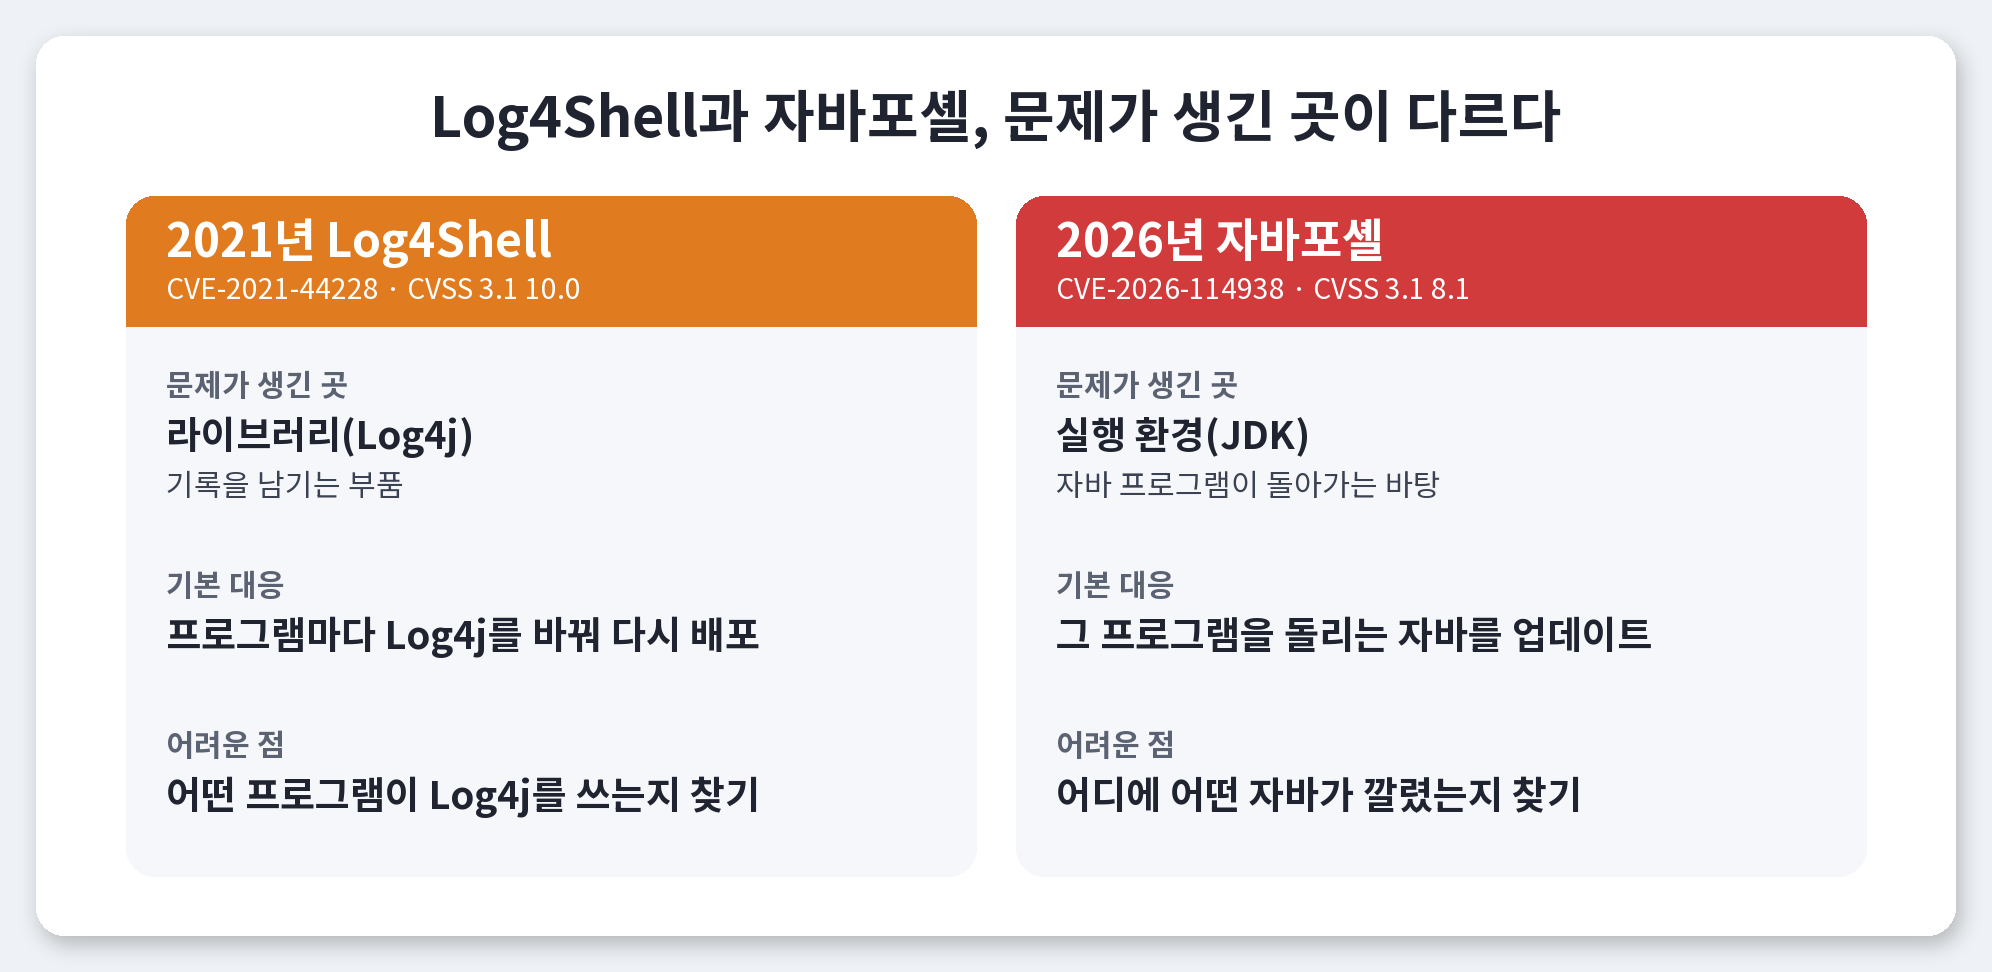 Log4Shell과 자바포셸, 문제가 생긴 곳이 다르다
2021년 Log4Shell
CVE-2021-44228 · CVSS 3.1 10.0
문제가 생긴 곳
라이브러리(Log4j)
기록을 남기는 부품
기본 대응
프로그램마다 Log4j를 바꿔 다시 배포
어려운 점
어떤 프로그램이 Log4j를 쓰는지 찾기
2026년 자바포셸
CVE-2026-114938 · CVSS 3.1 8.1
문제가 생긴 곳
실행 환경(JDK)
자바 프로그램이 돌아가는 바탕
기본 대응
그 프로그램을 돌리는 자바를 업데이트
어려운 점
어디에 어떤 자바가 깔렸는지 찾기